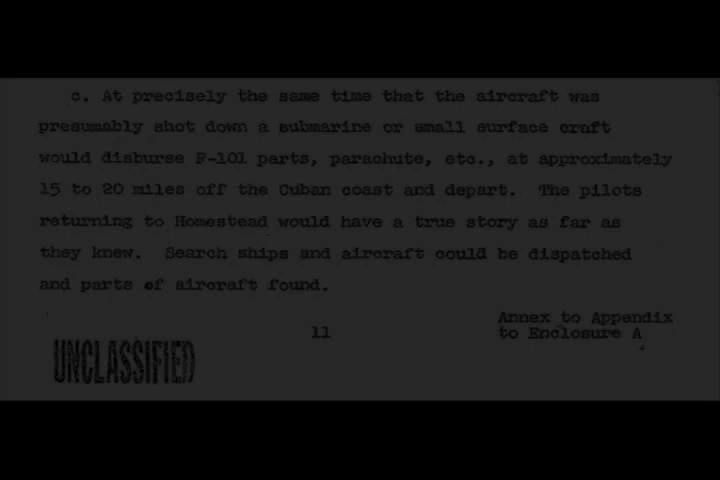 c. At precisely the same time that the aircraft was
presumably shot down a submarine or small surface craft
would disburse F-101 parts, parachute, etc., at approximately
15 to 20 miles off the Cuban coast and depart. The pilots
returning to Homestead would have a true story as far as
they knew. Search ships and aircraft could be dispatched
and parts of aircraft found.
Annex to Appendix
11 to Enclosure A
UNCLASSIFIED